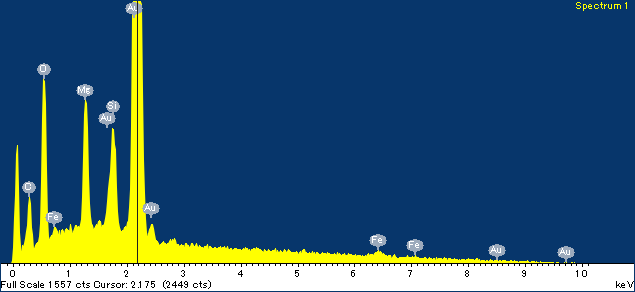 Spectrum 1
Au
O
Mg
Si
Au
O
Fe
Au
Fe
Fe
Au
Au
0 1 2 3 4 5 6 7 8 9 10
Full Scale 1557 cts Cursor: 2.175 (2449 cts) keV